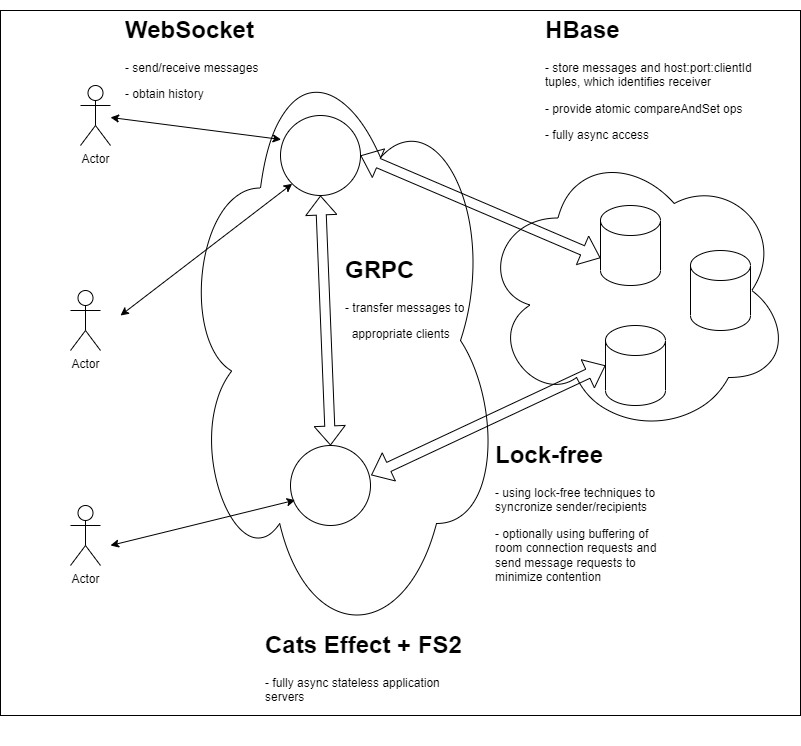 WebSocket
- send/receive messages
- obtain history
HBase
- store messages and host:port:clientId
tuples, which identifies receiver
- provide atomic compareAndSet ops
- fully async access
Actor
GRPC
- transfer messages to
appropriate clients
Actor
Lock-free
- using lock-free techniques to
syncronize sender/recipients
- optionally using buffering of
room connection requests and
send message requests to
minimize contention
Actor
Cats Effect + FS2
- fully async stateless application
servers